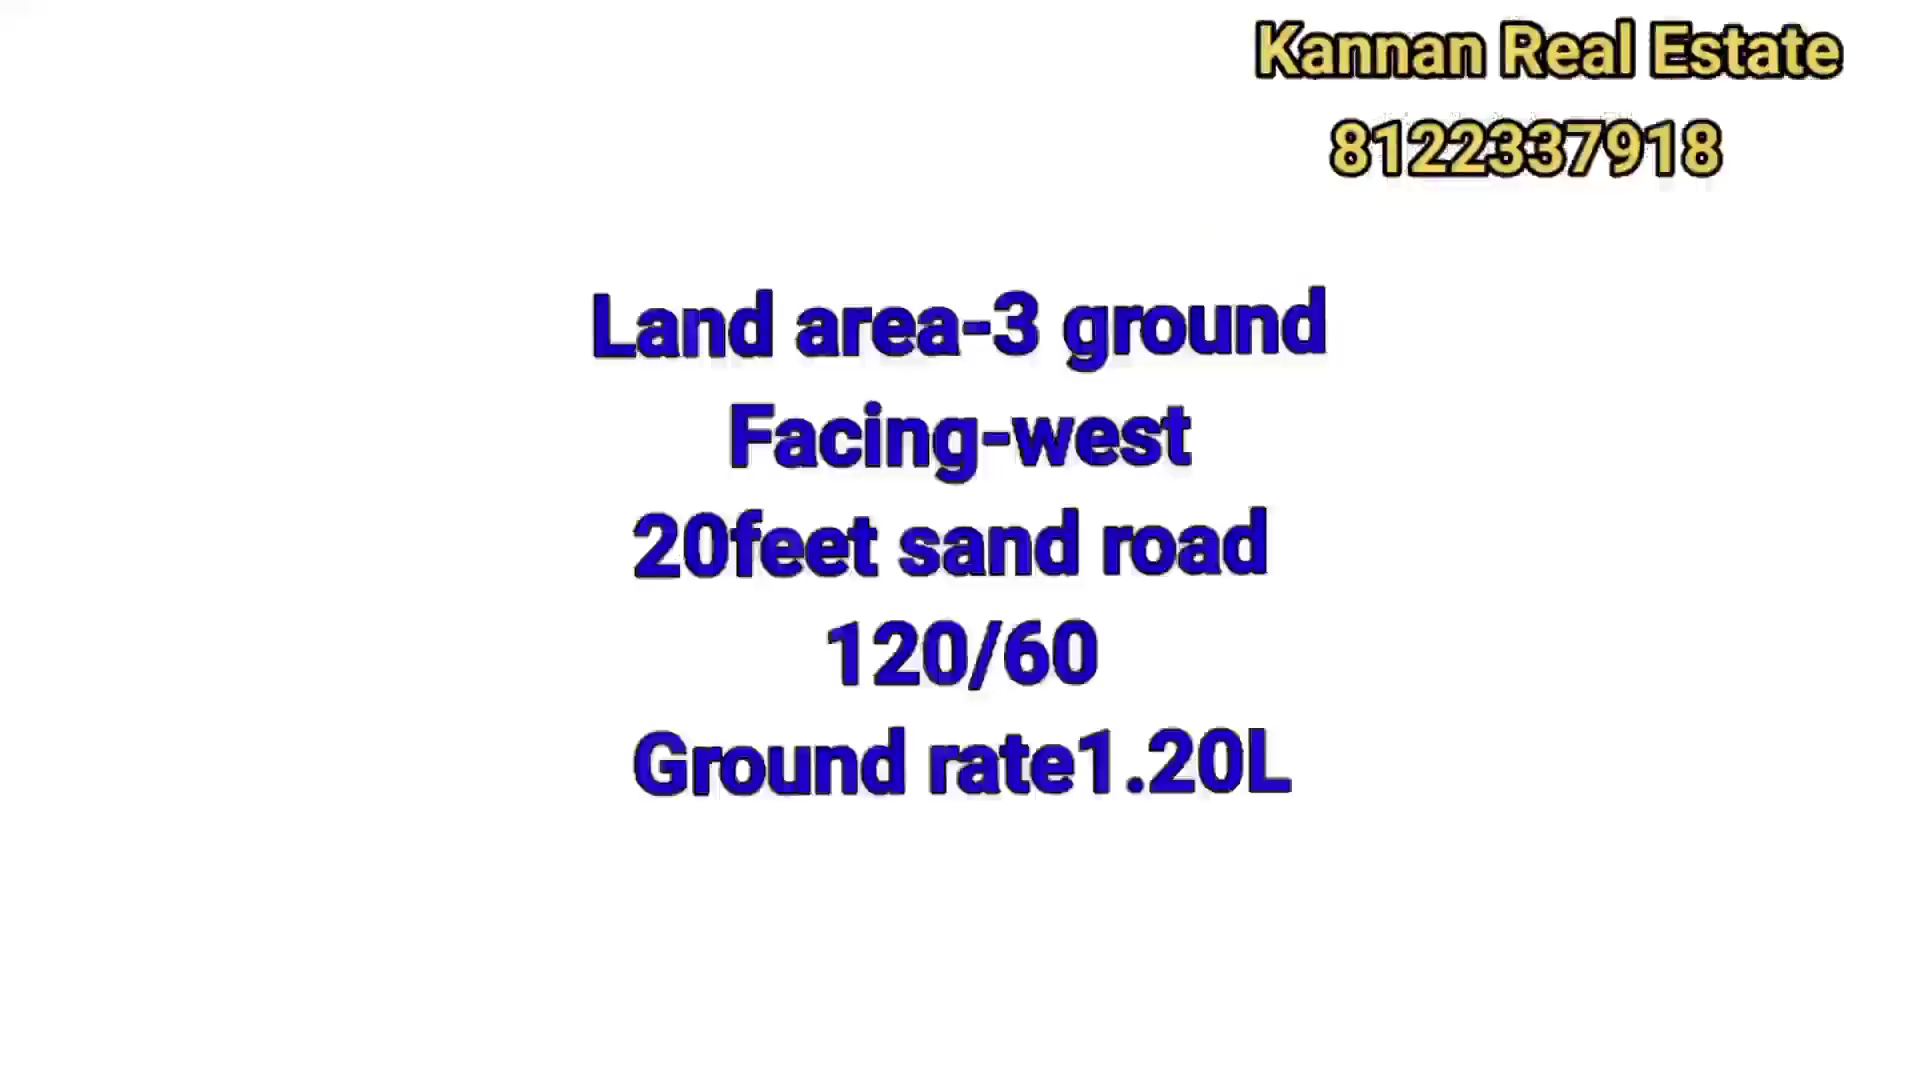 Kannan Real Estate
8122337918
Land area-3 ground
Facing-west
20feet sand road
120/60
Ground rate1.20L